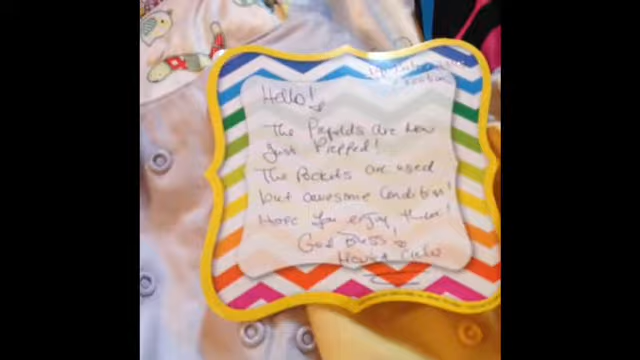 Hello!
The Prefolds are new
just Prepped!
The Pockets are used
but awesome Condition!
Hope you enjoy them!
God Bless!